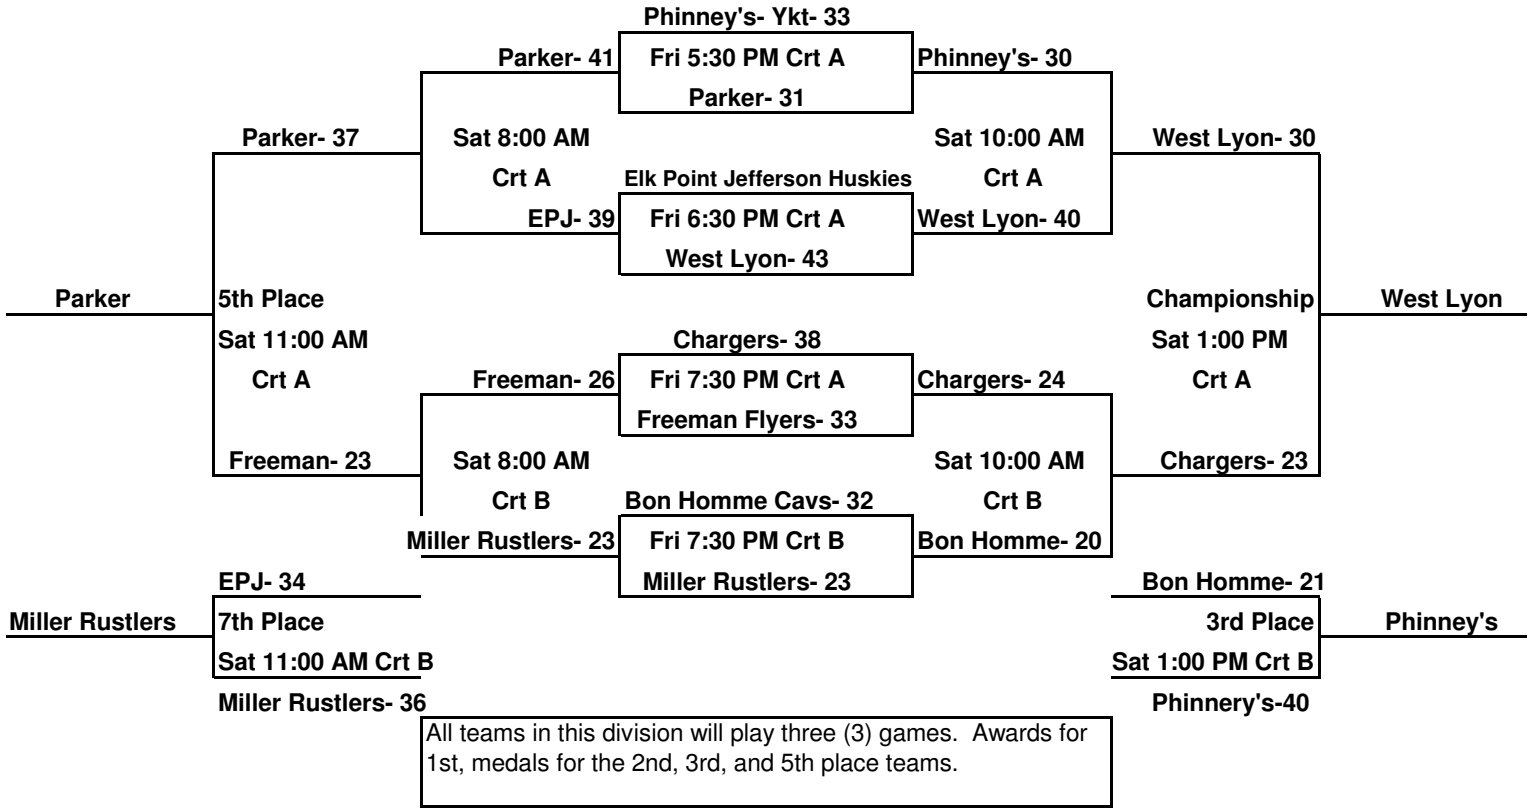 Phinney's- Ykt- 33
Parker- 41
Fri 5:30 PM Crt A
Phinney's- 30
Parker- 31
Parker- 37
Sat 8:00 AM
Sat 10:00 AM
West Lyon- 30
Crt A
Elk Point Jefferson Huskies
Crt A
EPJ- 39
Fri 6:30 PM Crt A
West Lyon- 40
West Lyon- 43
Parker
5th Place
Championship
West Lyon
Sat 11:00 AM
Chargers- 38
Sat 1:00 PM
Crt A
Freeman- 26
Fri 7:30 PM Crt A
Chargers- 24
Crt A
Freeman Flyers- 33
Freeman- 23
Sat 8:00 AM
Sat 10:00 AM
Chargers- 23
Crt B
Bon Homme Cavs- 32
Crt B
Miller Rustlers- 23
Fri 7:30 PM Crt B
Bon Homme- 20
EPJ- 34
Miller Rustlers- 23
Bon Homme- 21
Miller Rustlers
7th Place
3rd Place
Phinney's
Sat 11:00 AM Crt B
Sat 1:00 PM Crt B
Miller Rustlers- 36
Phinnery's-40
All teams in this division will play three (3) games.  Awards for
1st, medals for the 2nd, 3rd, and 5th place teams.